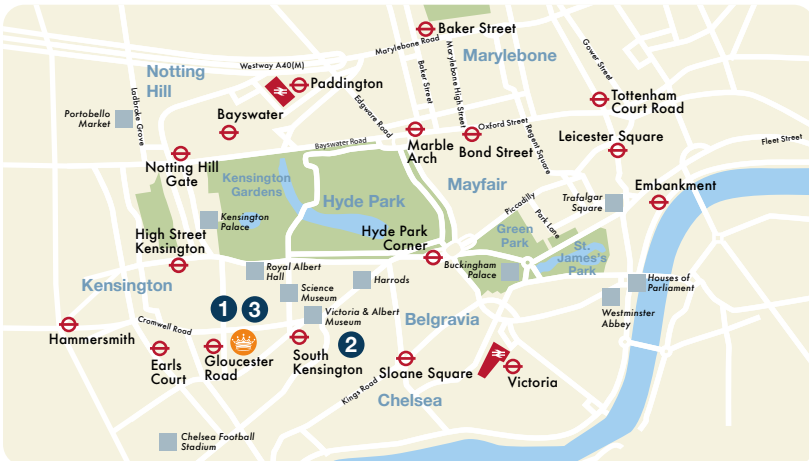 Baker Street
Marylebone Road
Marylebone
Gower Street
Westway A40(M)
Notting
Hill
Paddington
Baker Street
Marylebone High Street
Tottenham
Court Road
Ladbroke Grove
Portobello
Market
Bayswater
Edgware Road
Oxford Street
Regent Square
Leicester Square
Fleet Street
Bayswater Road
Marble
Arch
Bond Street
Notting Hill
Gate
Kensington
Gardens
Mayfair
Embankment
Hyde Park
Piccadilly
Trafalgar
Square
Park Lane
Kensington
Palace
High Street
Kensington
Hyde Park
Corner
Green
Park
St.
James's
Park
Buckingham
Palace
Royal Albert
Hall
Harrods
Kensington
Science
Museum
Houses of
Parliament
1
3
Victoria & Albert
Museum
Belgravia
Westminster
Abbey
Cromwell Road
Hammersmith
2
Earls
Court
Gloucester
Road
South
Kensington
Sloane Square
Victoria
Kings Road
Chelsea
Chelsea Football
Stadium